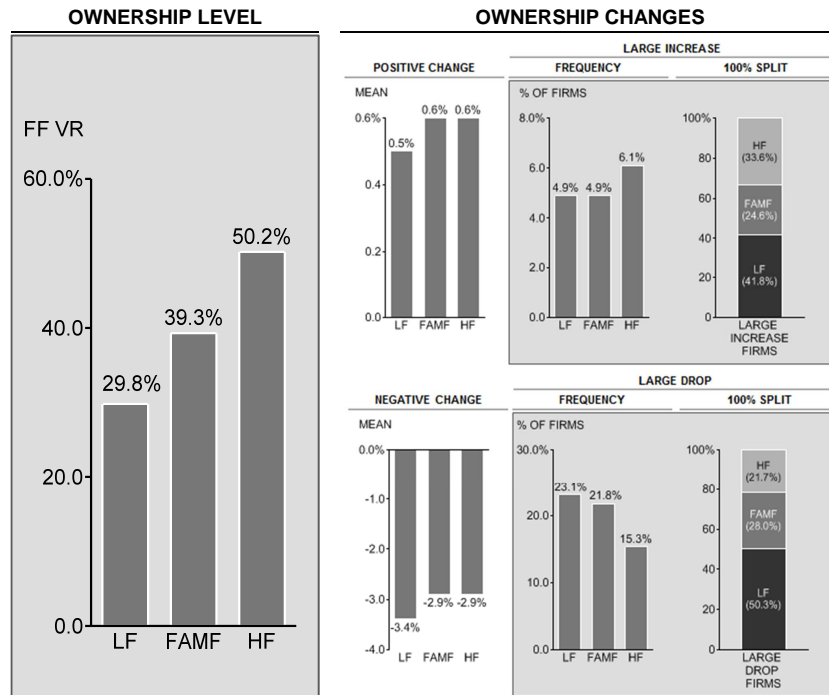 OWNERSHIP LEVEL
FF VR
60.0%
40.0
20.0
0.0
29.8%
39.3%
50.2%
LF FAMF HF
OWNERSHIP CHANGES
POSITIVE CHANGE
MEAN
0.6%
0.4
0.2
0.0
0.5%
0.6%
0.6%
LF FAMF HF
LARGE INCREASE
FREQUENCY
% OF FIRMS
8.0%
6.0
4.0
2.0
0.0
4.9%
4.9%
6.1%
LF FAMF HF
100% SPLIT
100%
80
60
40
20
0
HF
(33.6%)
FAMF
(24.6%)
LF
(41.8%)
LARGE
INCREASE
FIRMS
NEGATIVE CHANGE
MEAN
0.0%
-1.0
-2.0
-3.0
-4.0
-3.4%
-2.9%
-2.9%
LF FAMF HF
LARGE DROP
FREQUENCY
% OF FIRMS
30.0%
20.0
10.0
0.0
23.1%
21.8%
15.3%
LF FAMF HF
100% SPLIT
100%
80
60
40
20
0
HF
(21.7%)
FAMF
(28.0%)
LF
(50.3%)
LARGE
DROP
FIRMS